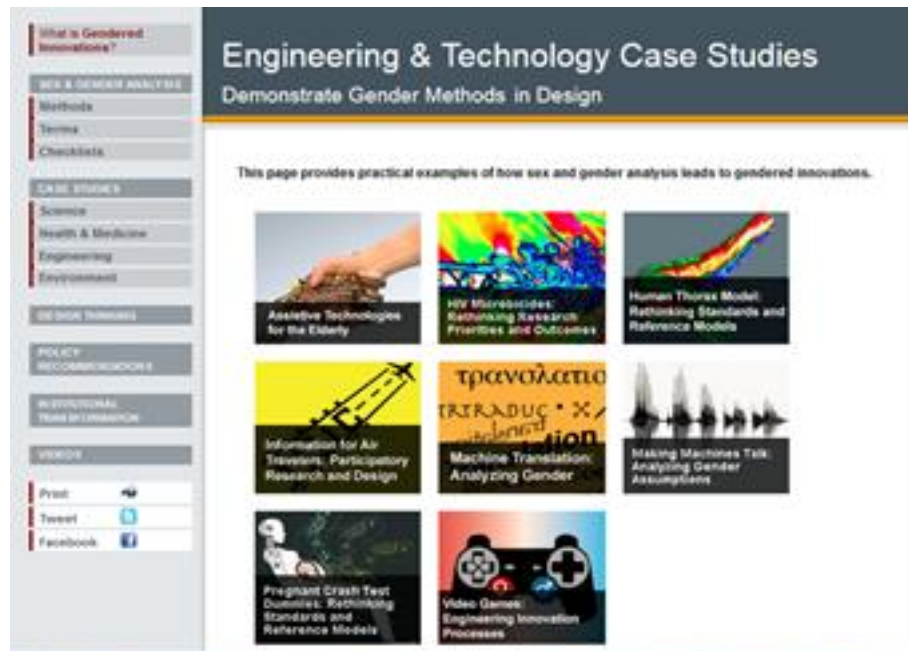 What is Gendered
Innovations?
SEX & GENDER ANALYSIS
Methods
Terms
Checklists
CASE STUDIES
Science
Health & Medicine
Engineering
Environment
DESIGN THINKING
POLICY
RECOMMENDATIONS
INSTITUTIONAL
TRANSFORMATION
VIDEOS
Print
Tweet
Facebook
Engineering & Technology Case Studies
Demonstrate Gender Methods in Design
This page provides practical examples of how sex and gender analysis leads to gendered innovations.
Assistive Technologies
for the Elderly
HIV Microbicides:
Rethinking Research
Priorities and Outcomes
Human Thorax Model:
Rethinking Standards and
Reference Models
Information for Air
Travelers: Participatory
Research and Design
Machine Translation:
Analyzing Gender
Making Machines Talk:
Analyzing Gender
Assumptions
Pregnant Crash Test
Dummies: Rethinking
Standards and
Reference Models
Video Games:
Engineering Innovation
Processes